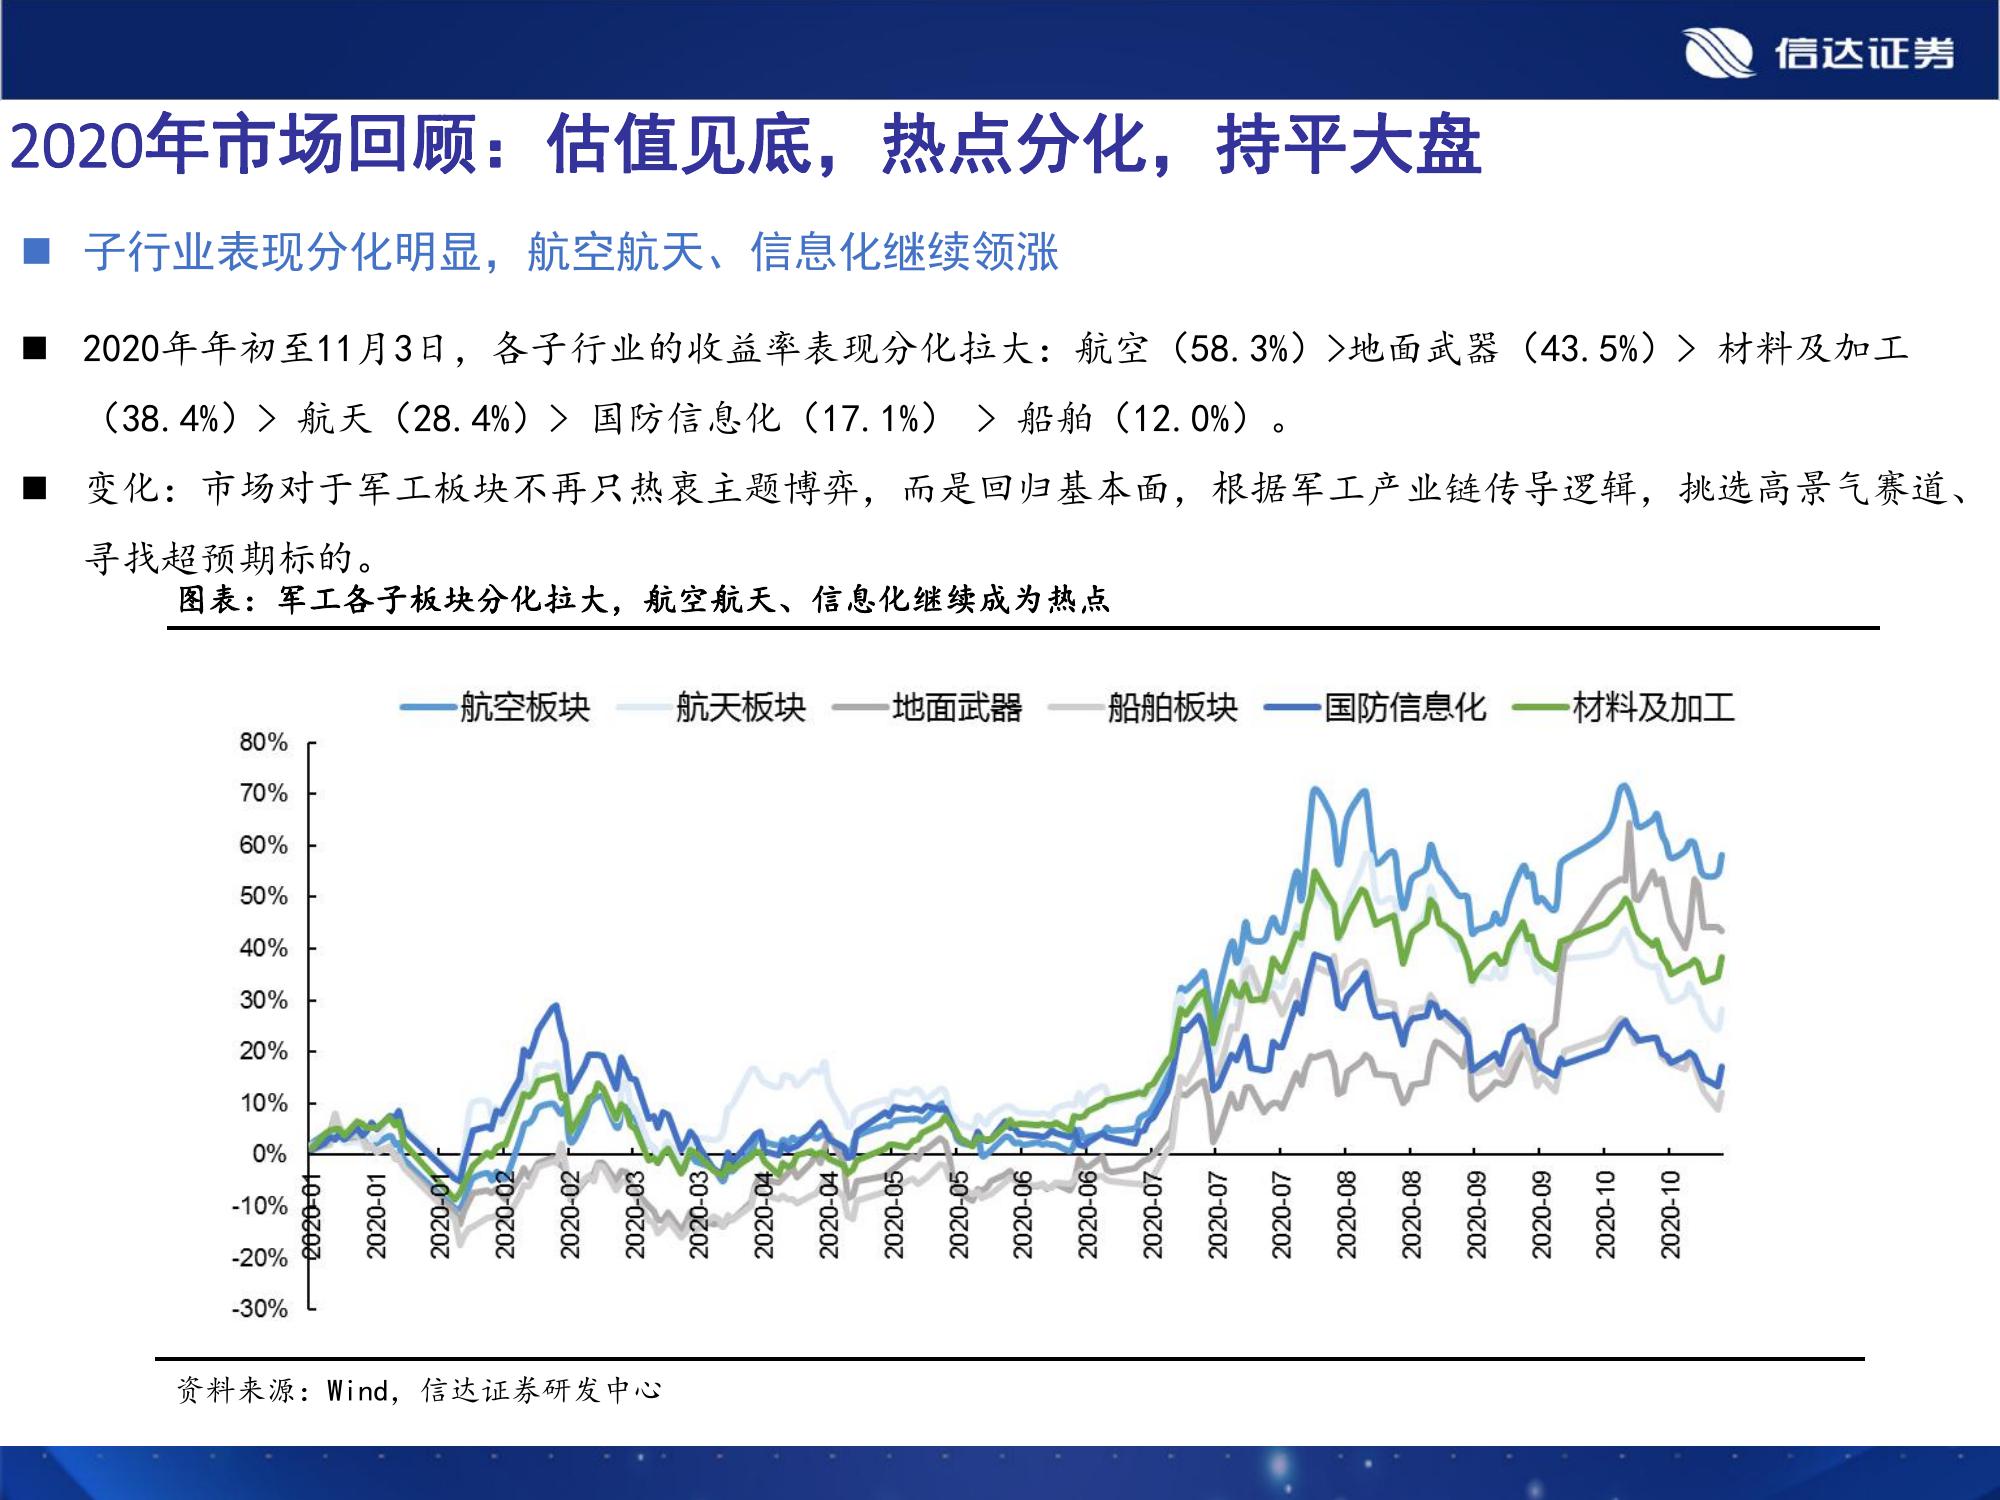 信达证券
2020年市场回顾：估值见底，热点分化，持平大盘
■ 子行业表现分化明显，航空航天、信息化继续领涨
■ 2020年年初至11月3日，各子行业的收益率表现分化拉大：航空（58.3%）>地面武器（43.5%）> 材料及加工
（38.4%）> 航天（28.4%）> 国防信息化（17.1%） > 船舶（12.0%）。
■ 变化：市场对于军工板块不再只热衷主题博弈，而是回归基本面，根据军工产业链传导逻辑，挑选高景气赛道、
寻找超预期标的。
图表：军工各子板块分化拉大，航空航天、信息化继续成为热点
航空板块 航天板块 地面武器 船舶板块 国防信息化 材料及加工
80%
70%
60%
50%
40%
30%
20%
10%
0%
-10%
-20%
-30%
2020-01 2020-01 2020-01 2020-02 2020-02 2020-03 2020-03 2020-04 2020-04 2020-05 2020-05 2020-06 2020-06 2020-07 2020-07 2020-07 2020-08 2020-08 2020-09 2020-09 2020-10 2020-10
资料来源：Wind，信达证券研发中心